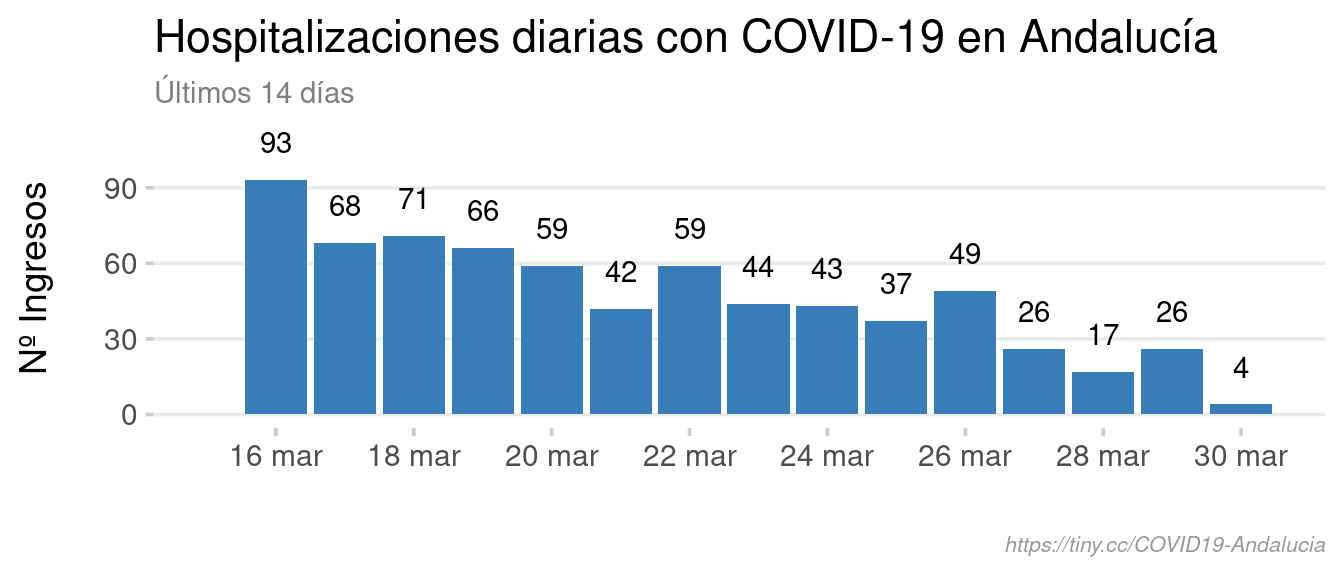 Hospitalizaciones diarias con COVID-19 en Andalucía
Últimos 14 días
Nº Ingresos
90
60
30
0
93
68
71
66
59
42
59
44
43
37
49
26
17
26
4
16 mar
18 mar
20 mar
22 mar
24 mar
26 mar
28 mar
30 mar
https://tiny.cc/COVID19-Andalucia